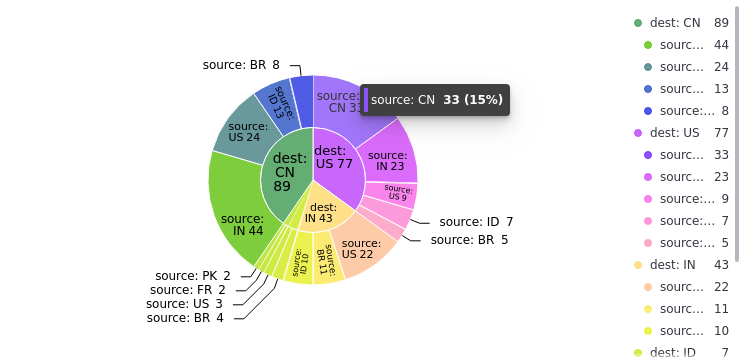 source: BR 8
source:
ID 13
source:
CN 33
source: CN 33 (15%)
source:
US 24
dest:
CN
89
dest:
US 77
source:
IN 23
source:
US 9
source: ID 7
source: BR 5
dest:
IN 43
source:
IN 44
source:
US 22
source:
BR 11
source:
ID 10
source: PK 2
source: FR 2
source: US 3
source: BR 4
dest: CN 89
sourc... 44
sourc... 24
sourc... 13
source:... 8
dest: US 77
sourc... 33
sourc... 23
source:... 9
source:... 7
source:... 5
dest: IN 43
sourc... 22
sourc... 11
sourc... 10
dest: ID 7